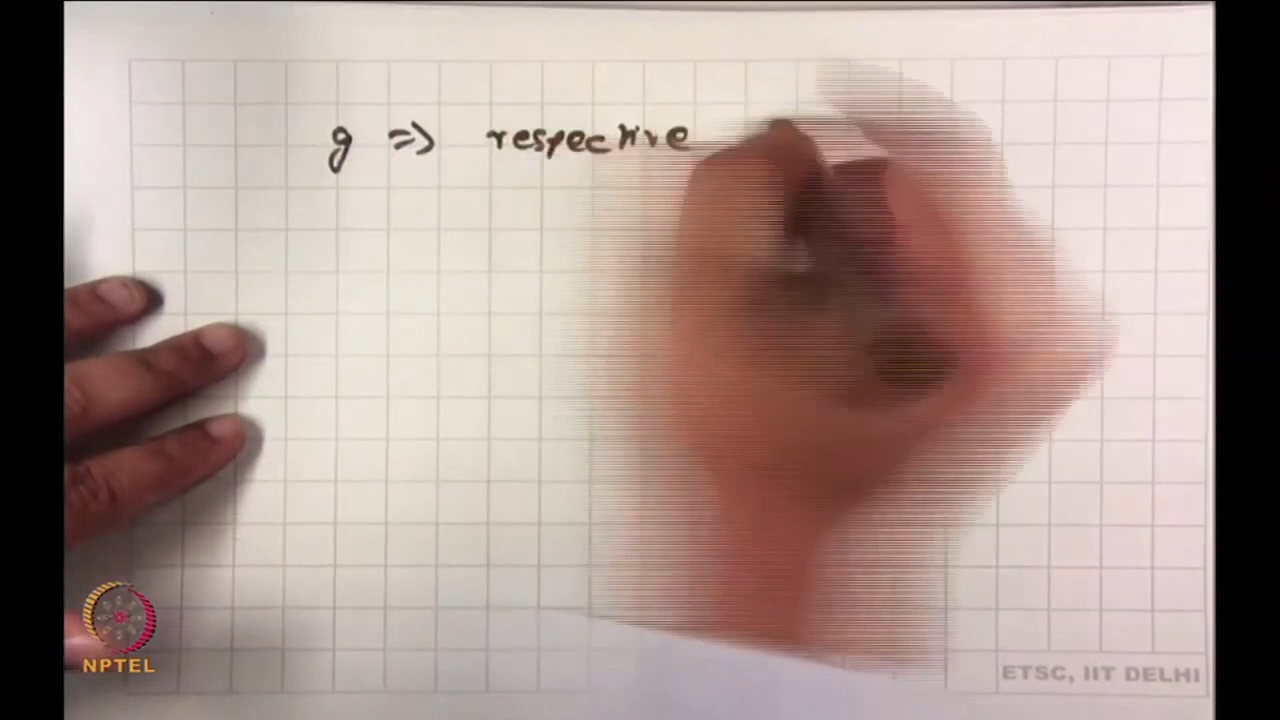 g => respective
NPTEL
ETSC, IIT DELHI